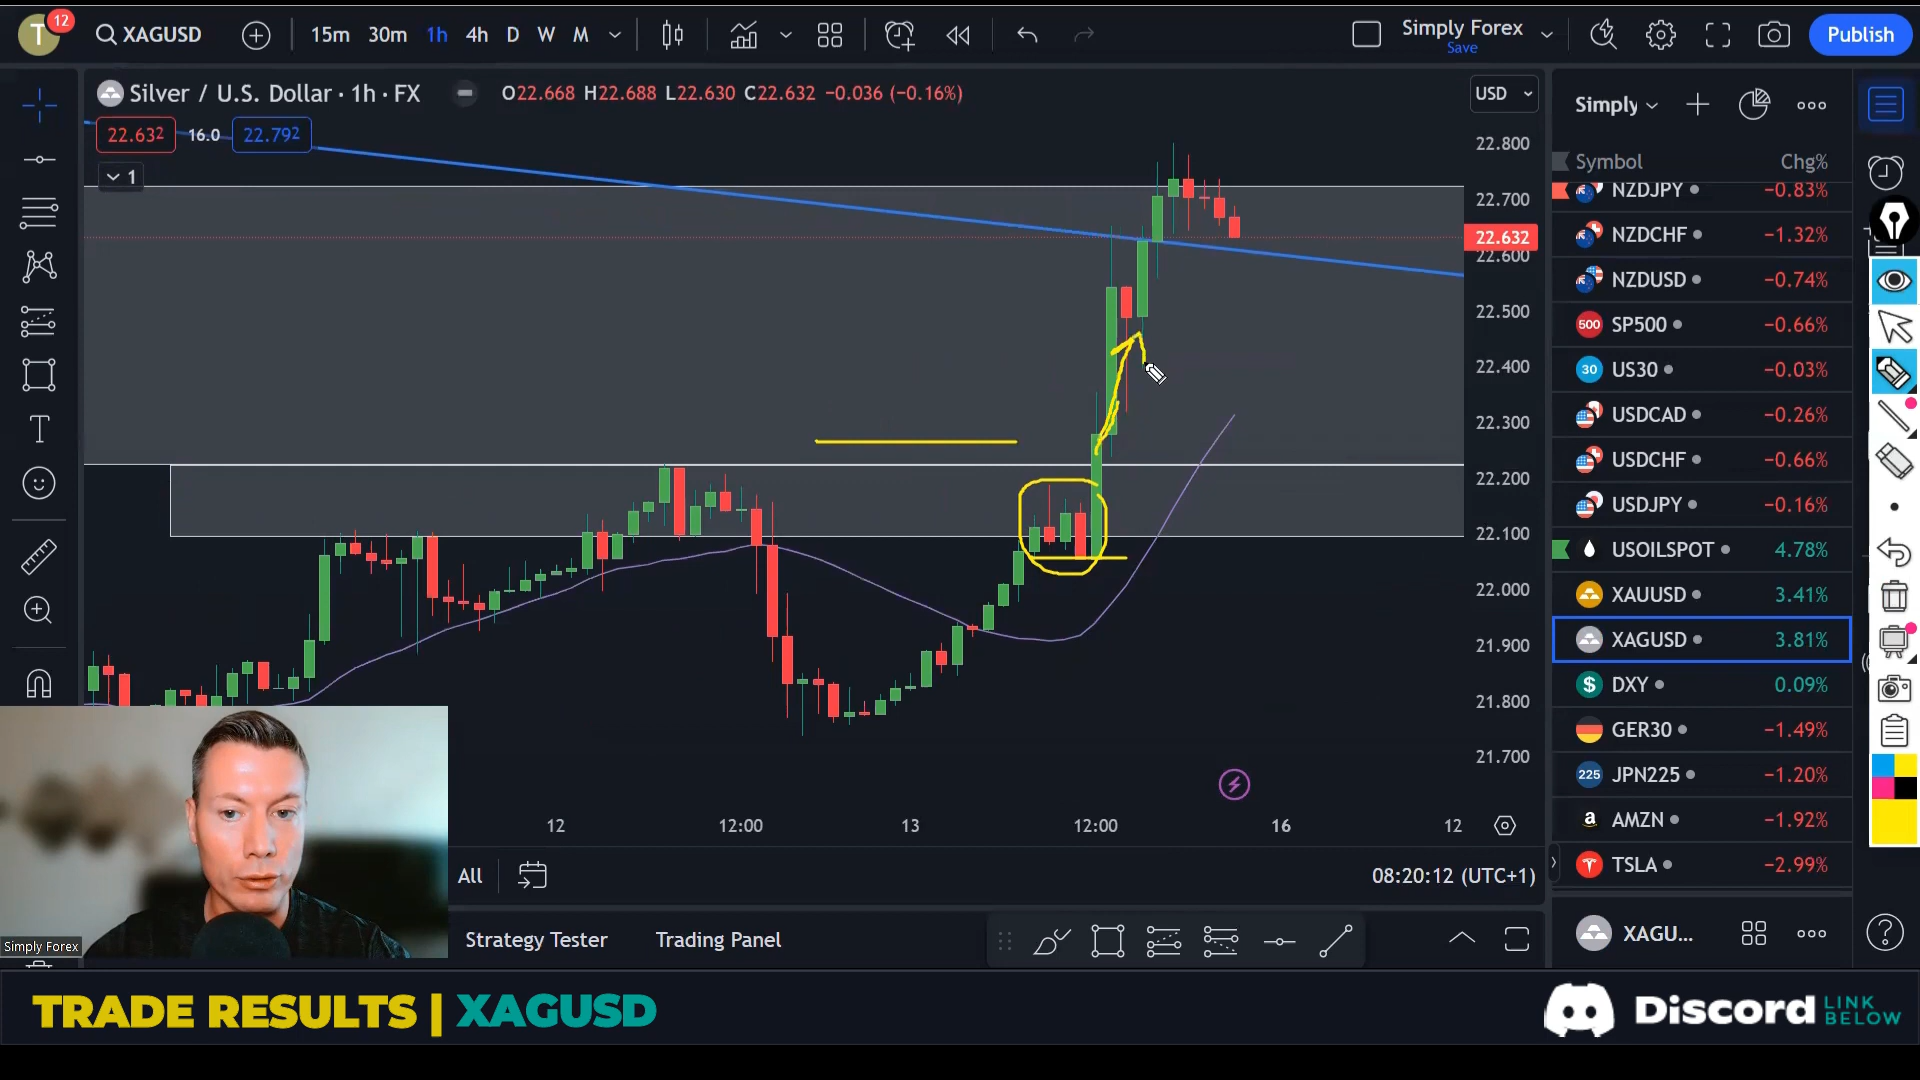 T 12 XAGUSD 15m 30m 1h 4h D W M Simply Forex Save Publish
Silver / U.S. Dollar · 1h · FX O22.668 H22.688 L22.630 C22.632 −0.036 (−0.16%) USD
22.632 16.0 22.792
1
22.800
22.700
22.632
22.600
22.500
22.400
22.300
22.200
22.100
22.000
21.900
21.800
21.700
12 12:00 13 12:00 16 12
All 08:20:12 (UTC+1)
Strategy Tester Trading Panel
Simply
Symbol Chg%
NZDJPY −0.83%
NZDCHF −1.32%
NZDUSD −0.74%
500 SP500 −0.66%
30 US30 −0.03%
USDCAD −0.26%
USDCHF −0.66%
USDJPY −0.16%
USOILSPOT 4.78%
XAUUSD 3.41%
XAGUSD 3.81%
$ DXY 0.09%
GER30 −1.49%
225 JPN225 −1.20%
a AMZN −1.92%
TSLA −2.99%
XAGU...
Simply Forex
TRADE RESULTS | XAGUSD
Discord LINK BELOW